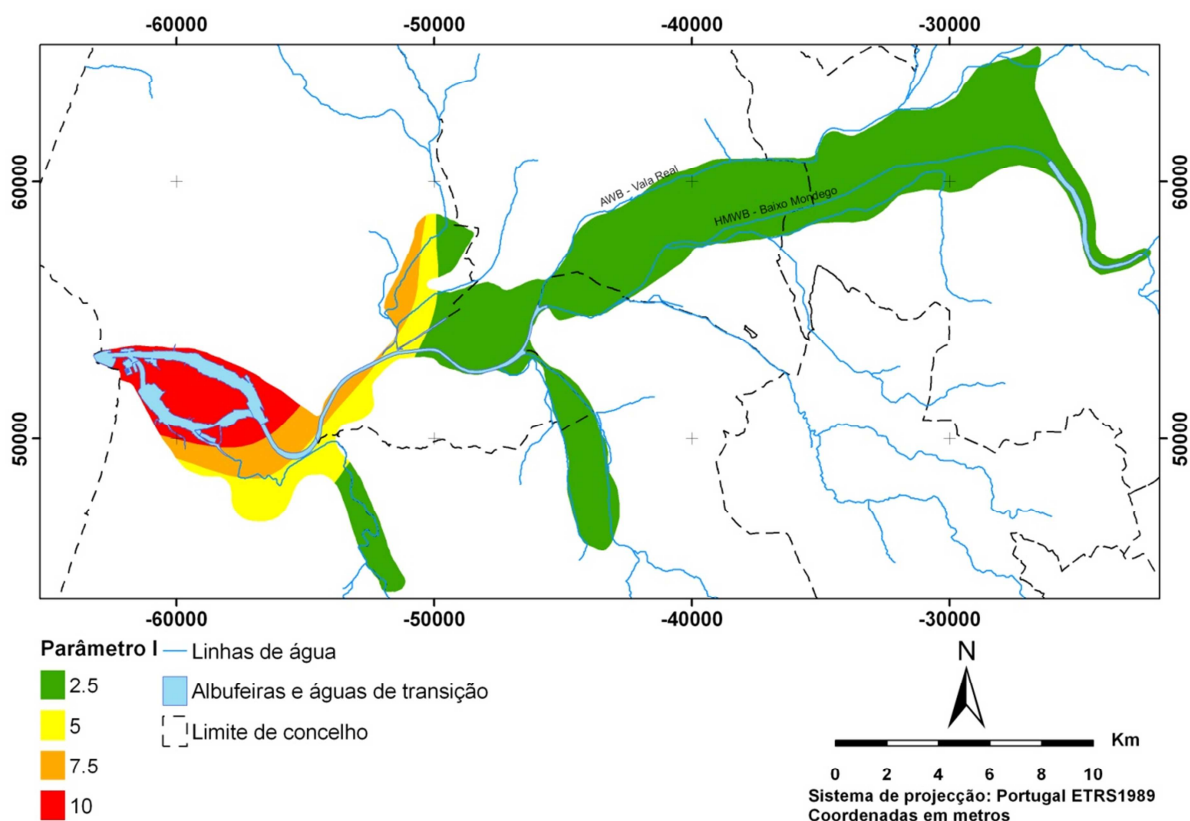 -60000 -50000 -40000 -30000
60000 60000
AWB - Vala Real
HMWB - Baixo Mondego
50000 50000
-60000 -50000 -40000 -30000
Parâmetro I
2.5
5
7.5
10
Linhas de água
Albufeiras e águas de transição
Limite de concelho
N
Km
0 2 4 6 8 10
Sistema de projecção: Portugal ETRS1989
Coordenadas em metros